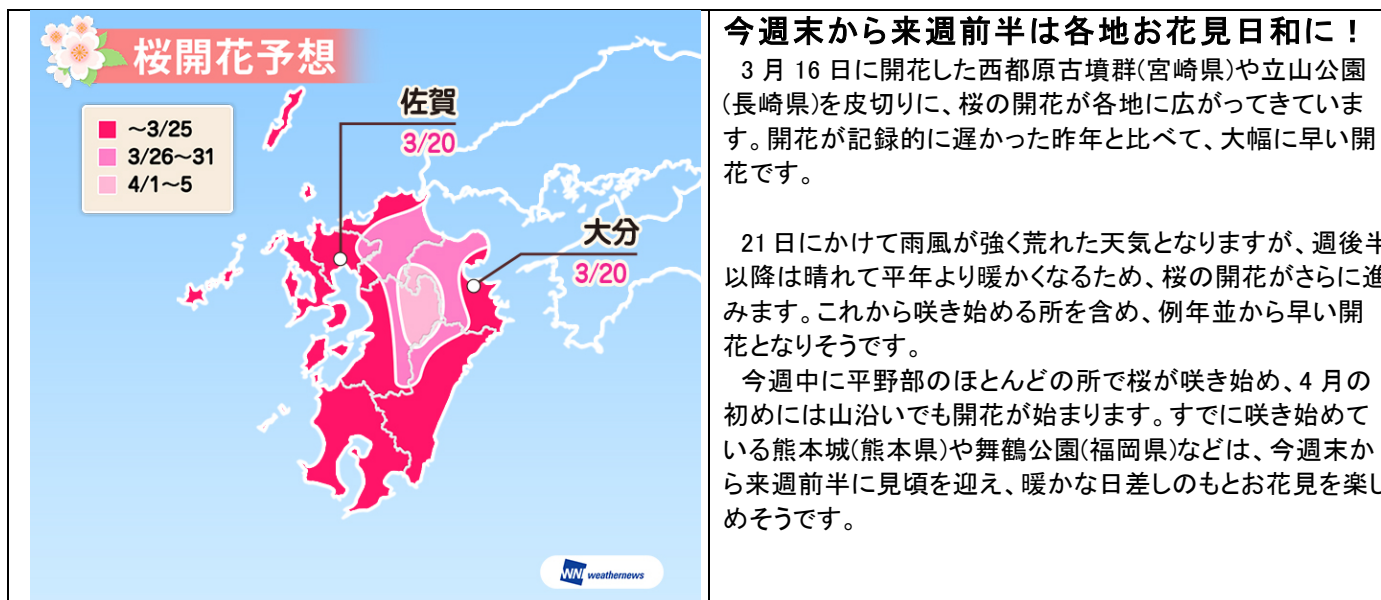 桜開花予想
~3/25
3/26~31
4/1~5
佐賀
3/20
大分
3/20
WNI weathernews
今週末から来週前半は各地お花見日和に！
3月16日に開花した西都原古墳群(宮崎県)や立山公園
(長崎県)を皮切りに、桜の開花が各地に広がってきていま
す。開花が記録的に遅かった昨年と比べて、大幅に早い開
花です。
21日にかけて雨風が強く荒れた天気となりますが、週後半
以降は晴れて平年より暖かくなるため、桜の開花がさらに進
みます。これから咲き始める所を含め、例年並から早い開
花となりそうです。
今週中に平野部のほとんどの所で桜が咲き始め、4月の
初めには山沿いでも開花が始まります。すでに咲き始めて
いる熊本城(熊本県)や舞鶴公園(福岡県)などは、今週末か
ら来週前半に見頃を迎え、暖かな日差しのもとお花見を楽し
めそうです。